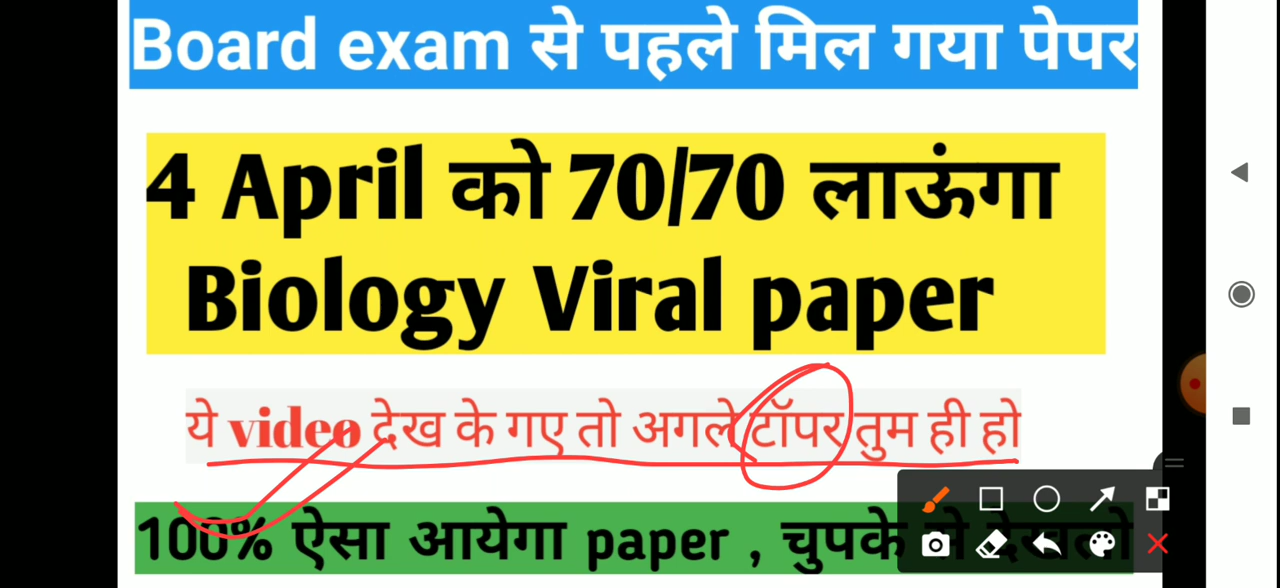 Board exam से पहले मिल गया पेपर
4 April को 70/70 लाऊंगा
Biology Viral paper
ये video देख के गए तो अगले टॉपर तुम ही हो
100% ऐसा आयेगा paper , चुपके से देखलो